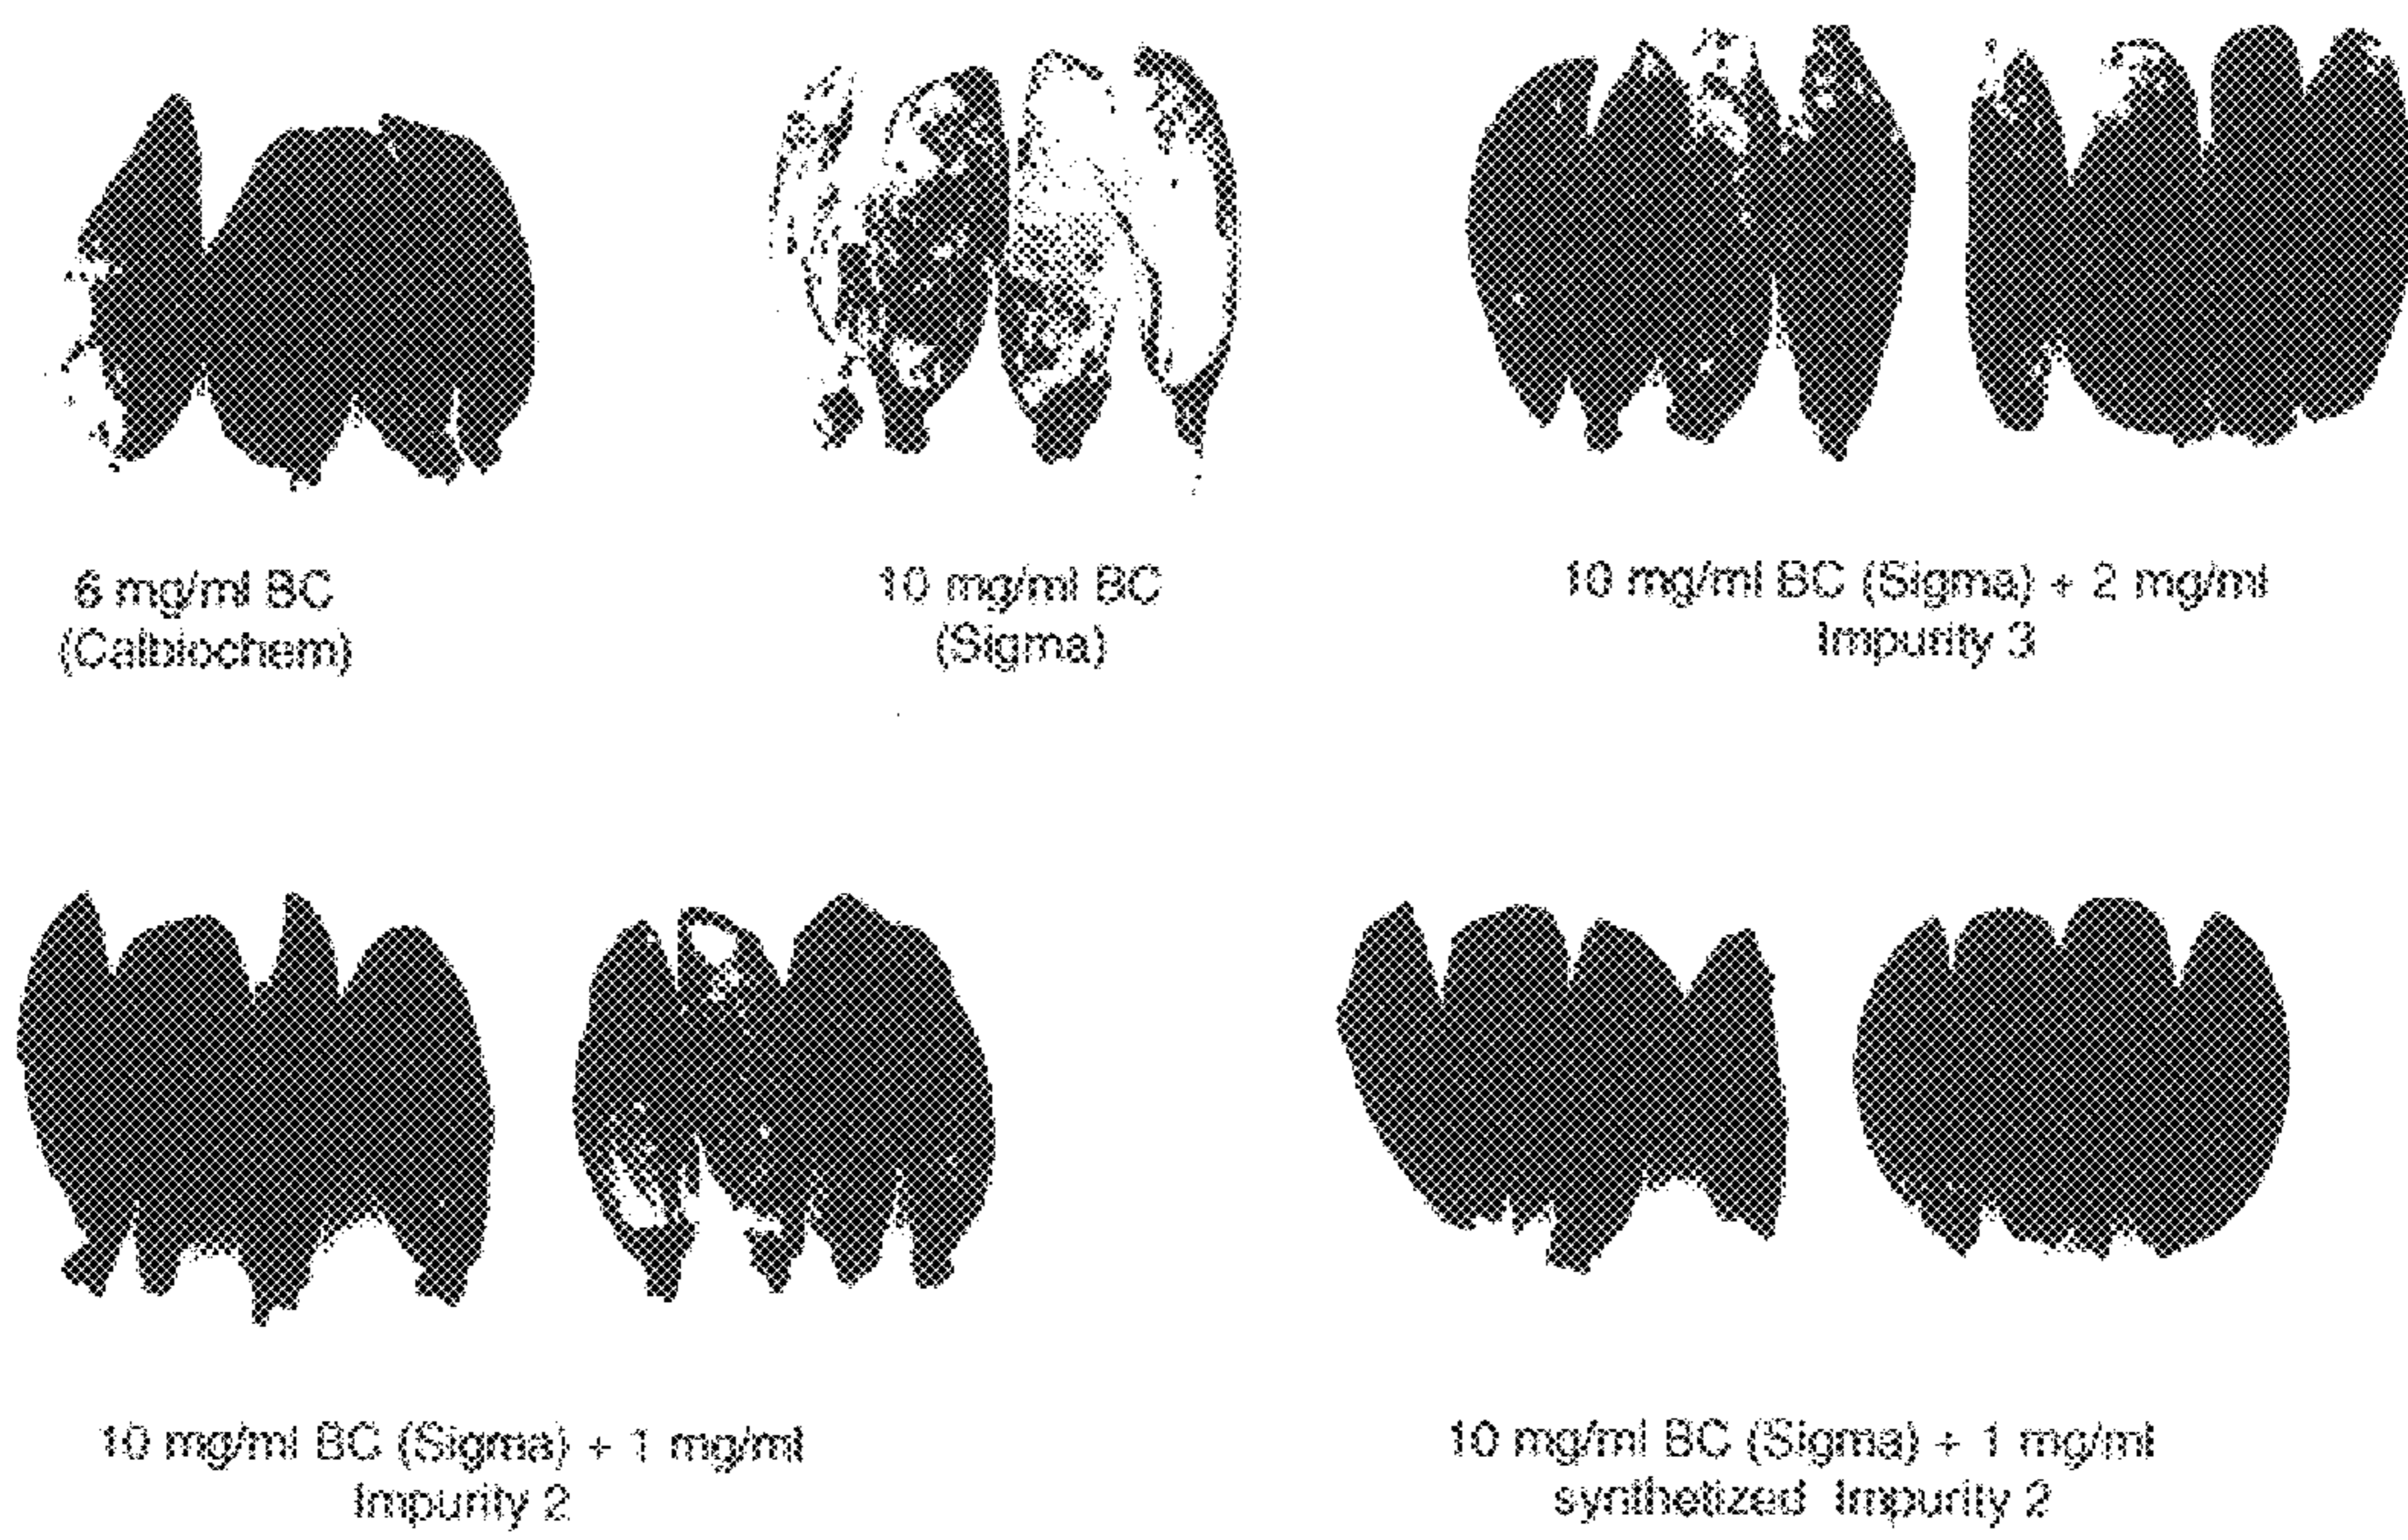 6 mg/ml BC
(Calbiochem)
10 mg/ml BC
(Sigma)
10 mg/ml BC (Sigma) + 2 mg/ml
Impurity 3
10 mg/ml BC (Sigma) + 1 mg/ml
Impurity 2
10 mg/ml BC (Sigma) + 1 mg/ml
synthetized Impurity 2